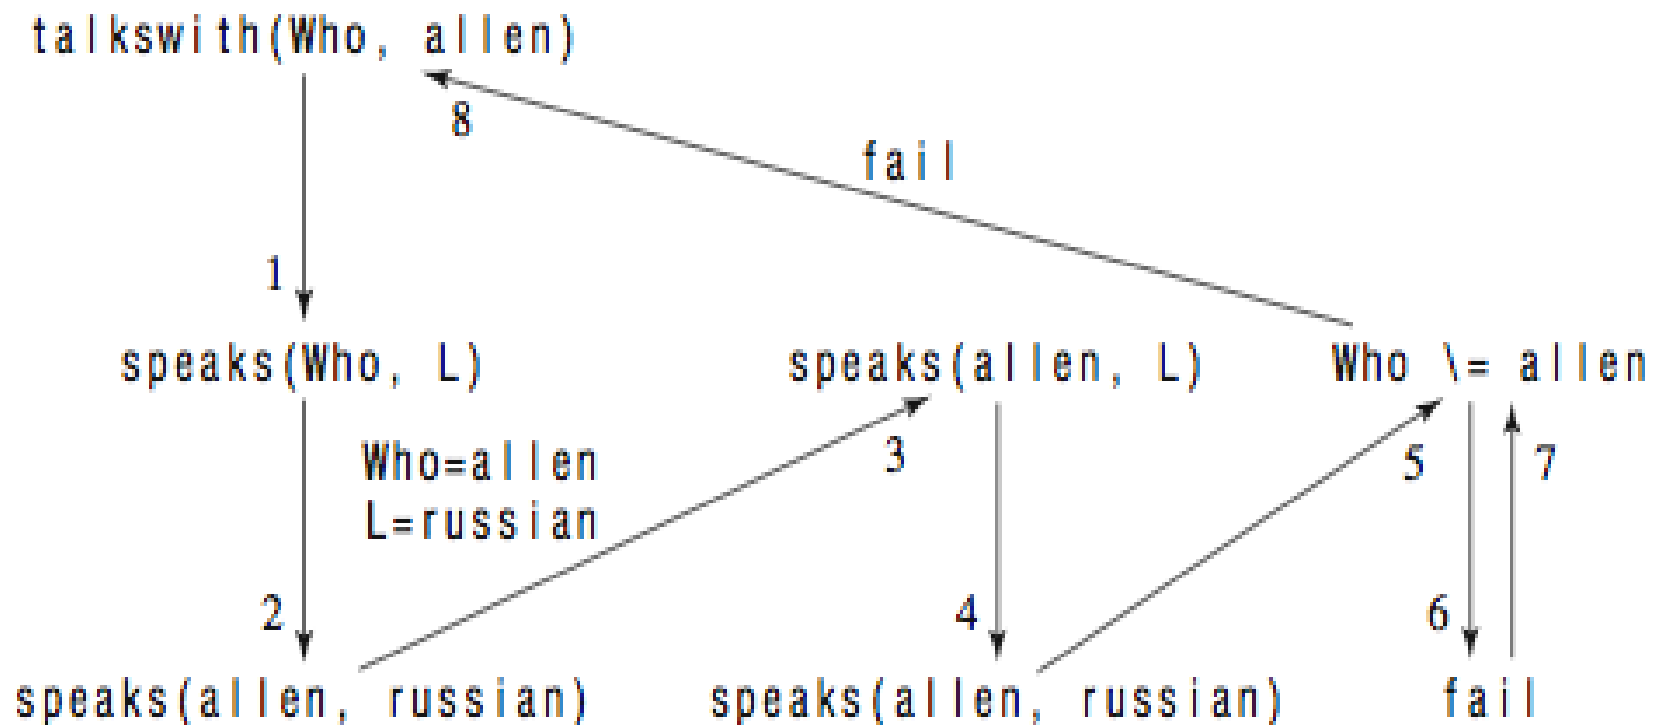 talkswith(Who, allen)
8
fail
1
speaks(Who, L)
speaks(allen, L)
Who \= allen
Who=allen
L=russian
3
5
7
2
4
6
speaks(allen, russian)
speaks(allen, russian)
fail